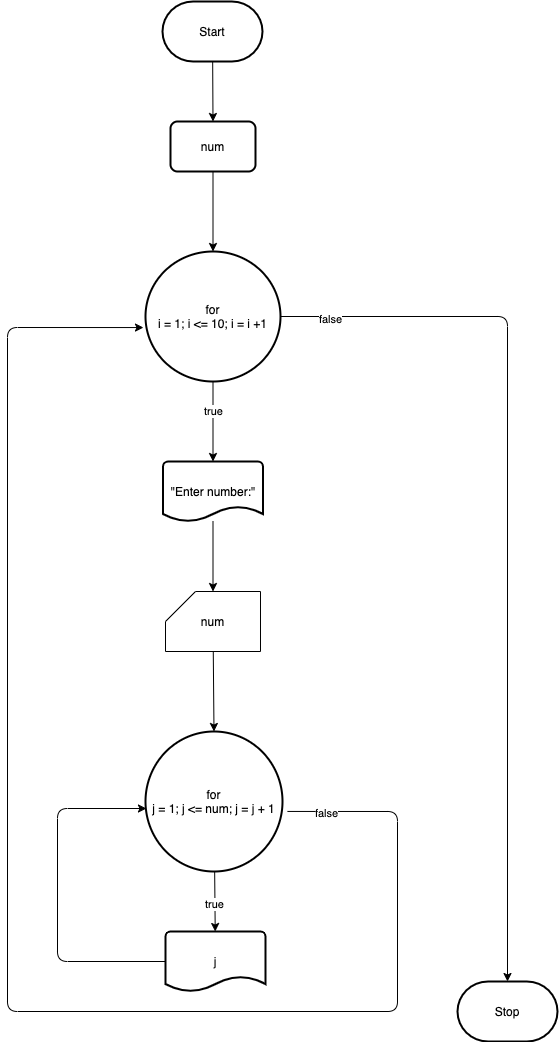 Start
num
for
i = 1; i <= 10; i = i +1
false
true
"Enter number:"
num
for
j = 1; j <= num; j = j + 1
false
true
j
Stop